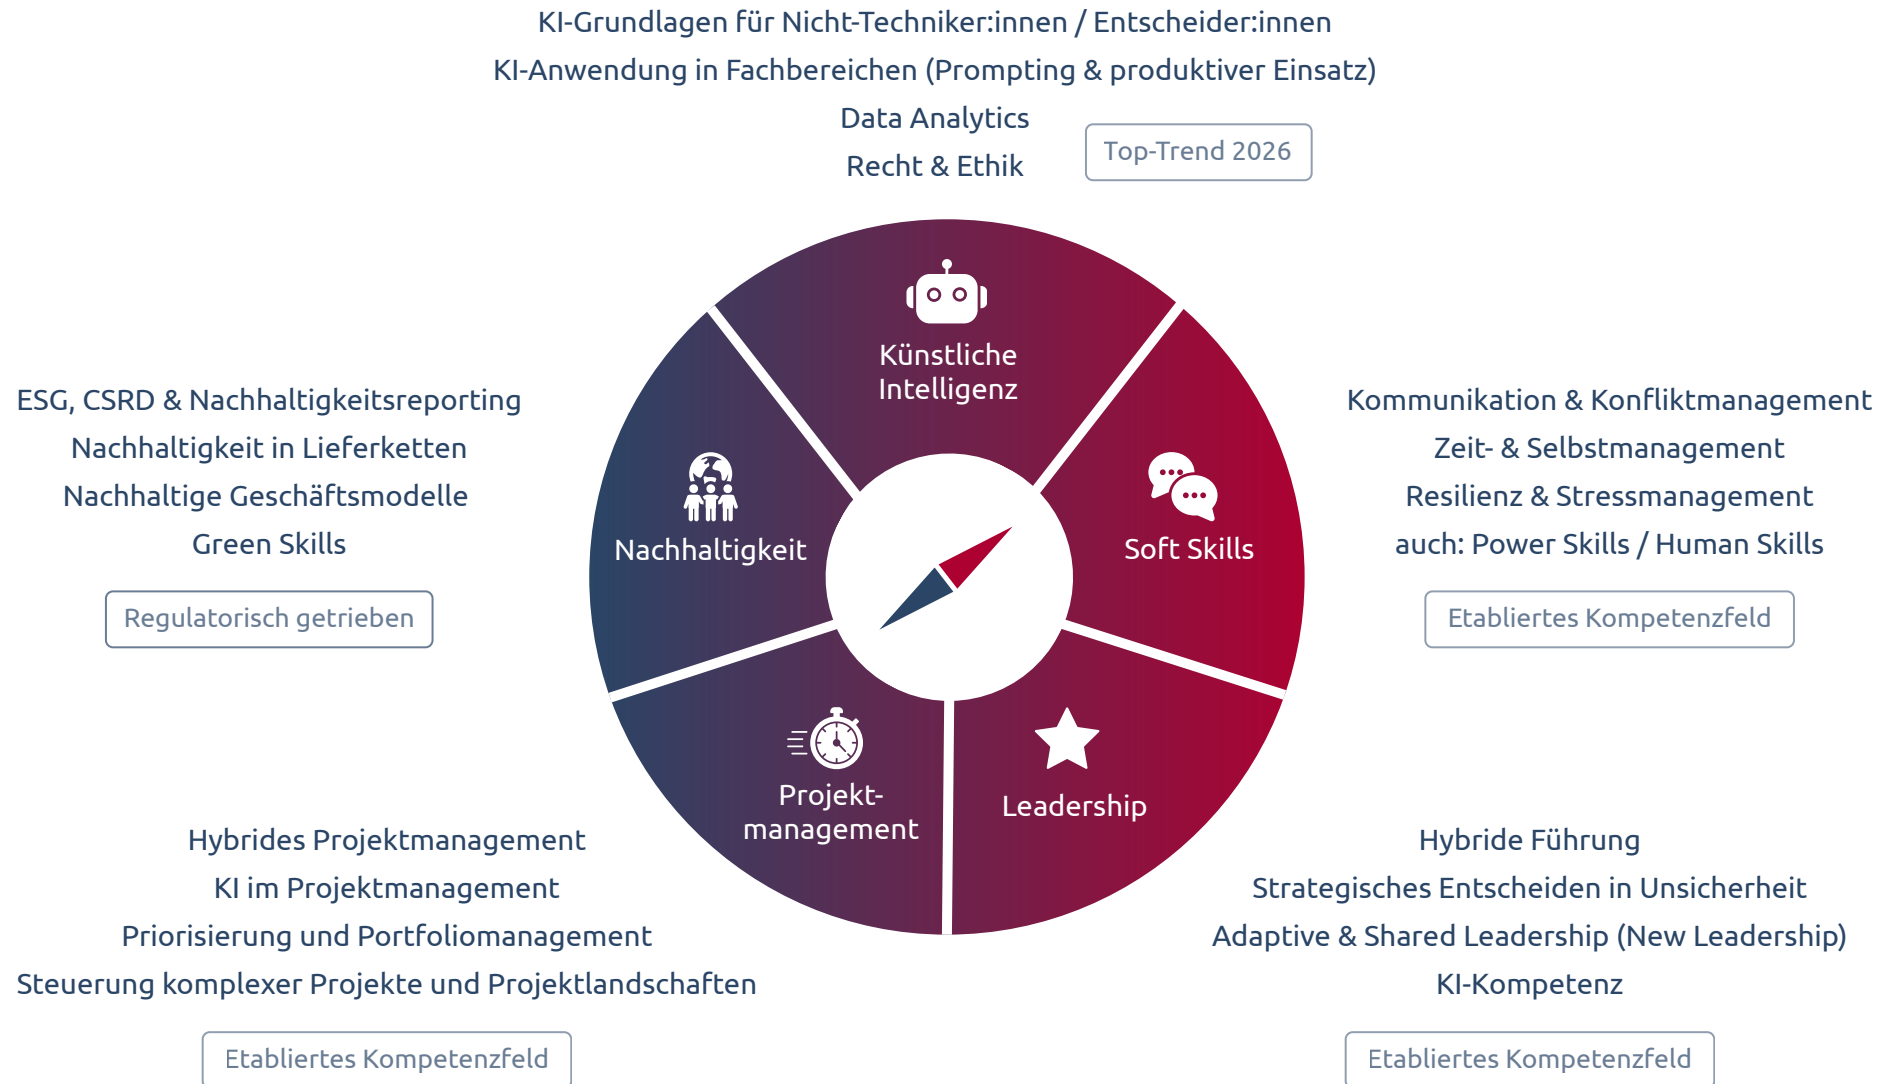 KI-Grundlagen für Nicht-Techniker:innen / Entscheider:innen
KI-Anwendung in Fachbereichen (Prompting & produktiver Einsatz)
Data Analytics
Recht & Ethik
Top-Trend 2026
Künstliche
Intelligenz
ESG, CSRD & Nachhaltigkeitsreporting
Nachhaltigkeit in Lieferketten
Nachhaltige Geschäftsmodelle
Green Skills
Regulatorisch getrieben
Nachhaltigkeit
Soft Skills
Kommunikation & Konfliktmanagement
Zeit- & Selbstmanagement
Resilienz & Stressmanagement
auch: Power Skills / Human Skills
Etabliertes Kompetenzfeld
Projekt-
management
Leadership
Hybrides Projektmanagement
KI im Projektmanagement
Priorisierung und Portfoliomanagement
Steuerung komplexer Projekte und Projektlandschaften
Etabliertes Kompetenzfeld
Hybride Führung
Strategisches Entscheiden in Unsicherheit
Adaptive & Shared Leadership (New Leadership)
KI-Kompetenz
Etabliertes Kompetenzfeld